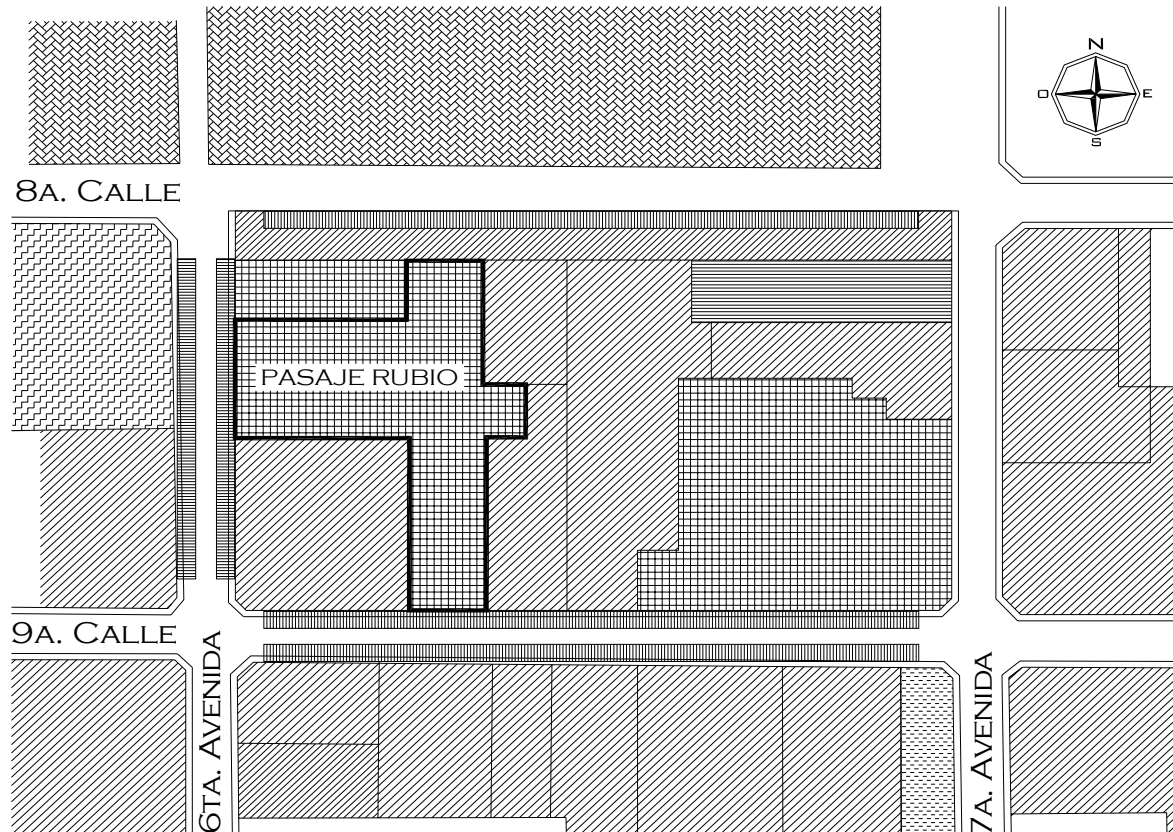 N
O E
S
8A. CALLE
PASAJE RUBIO
9A. CALLE
6TA. AVENIDA
7A. AVENIDA